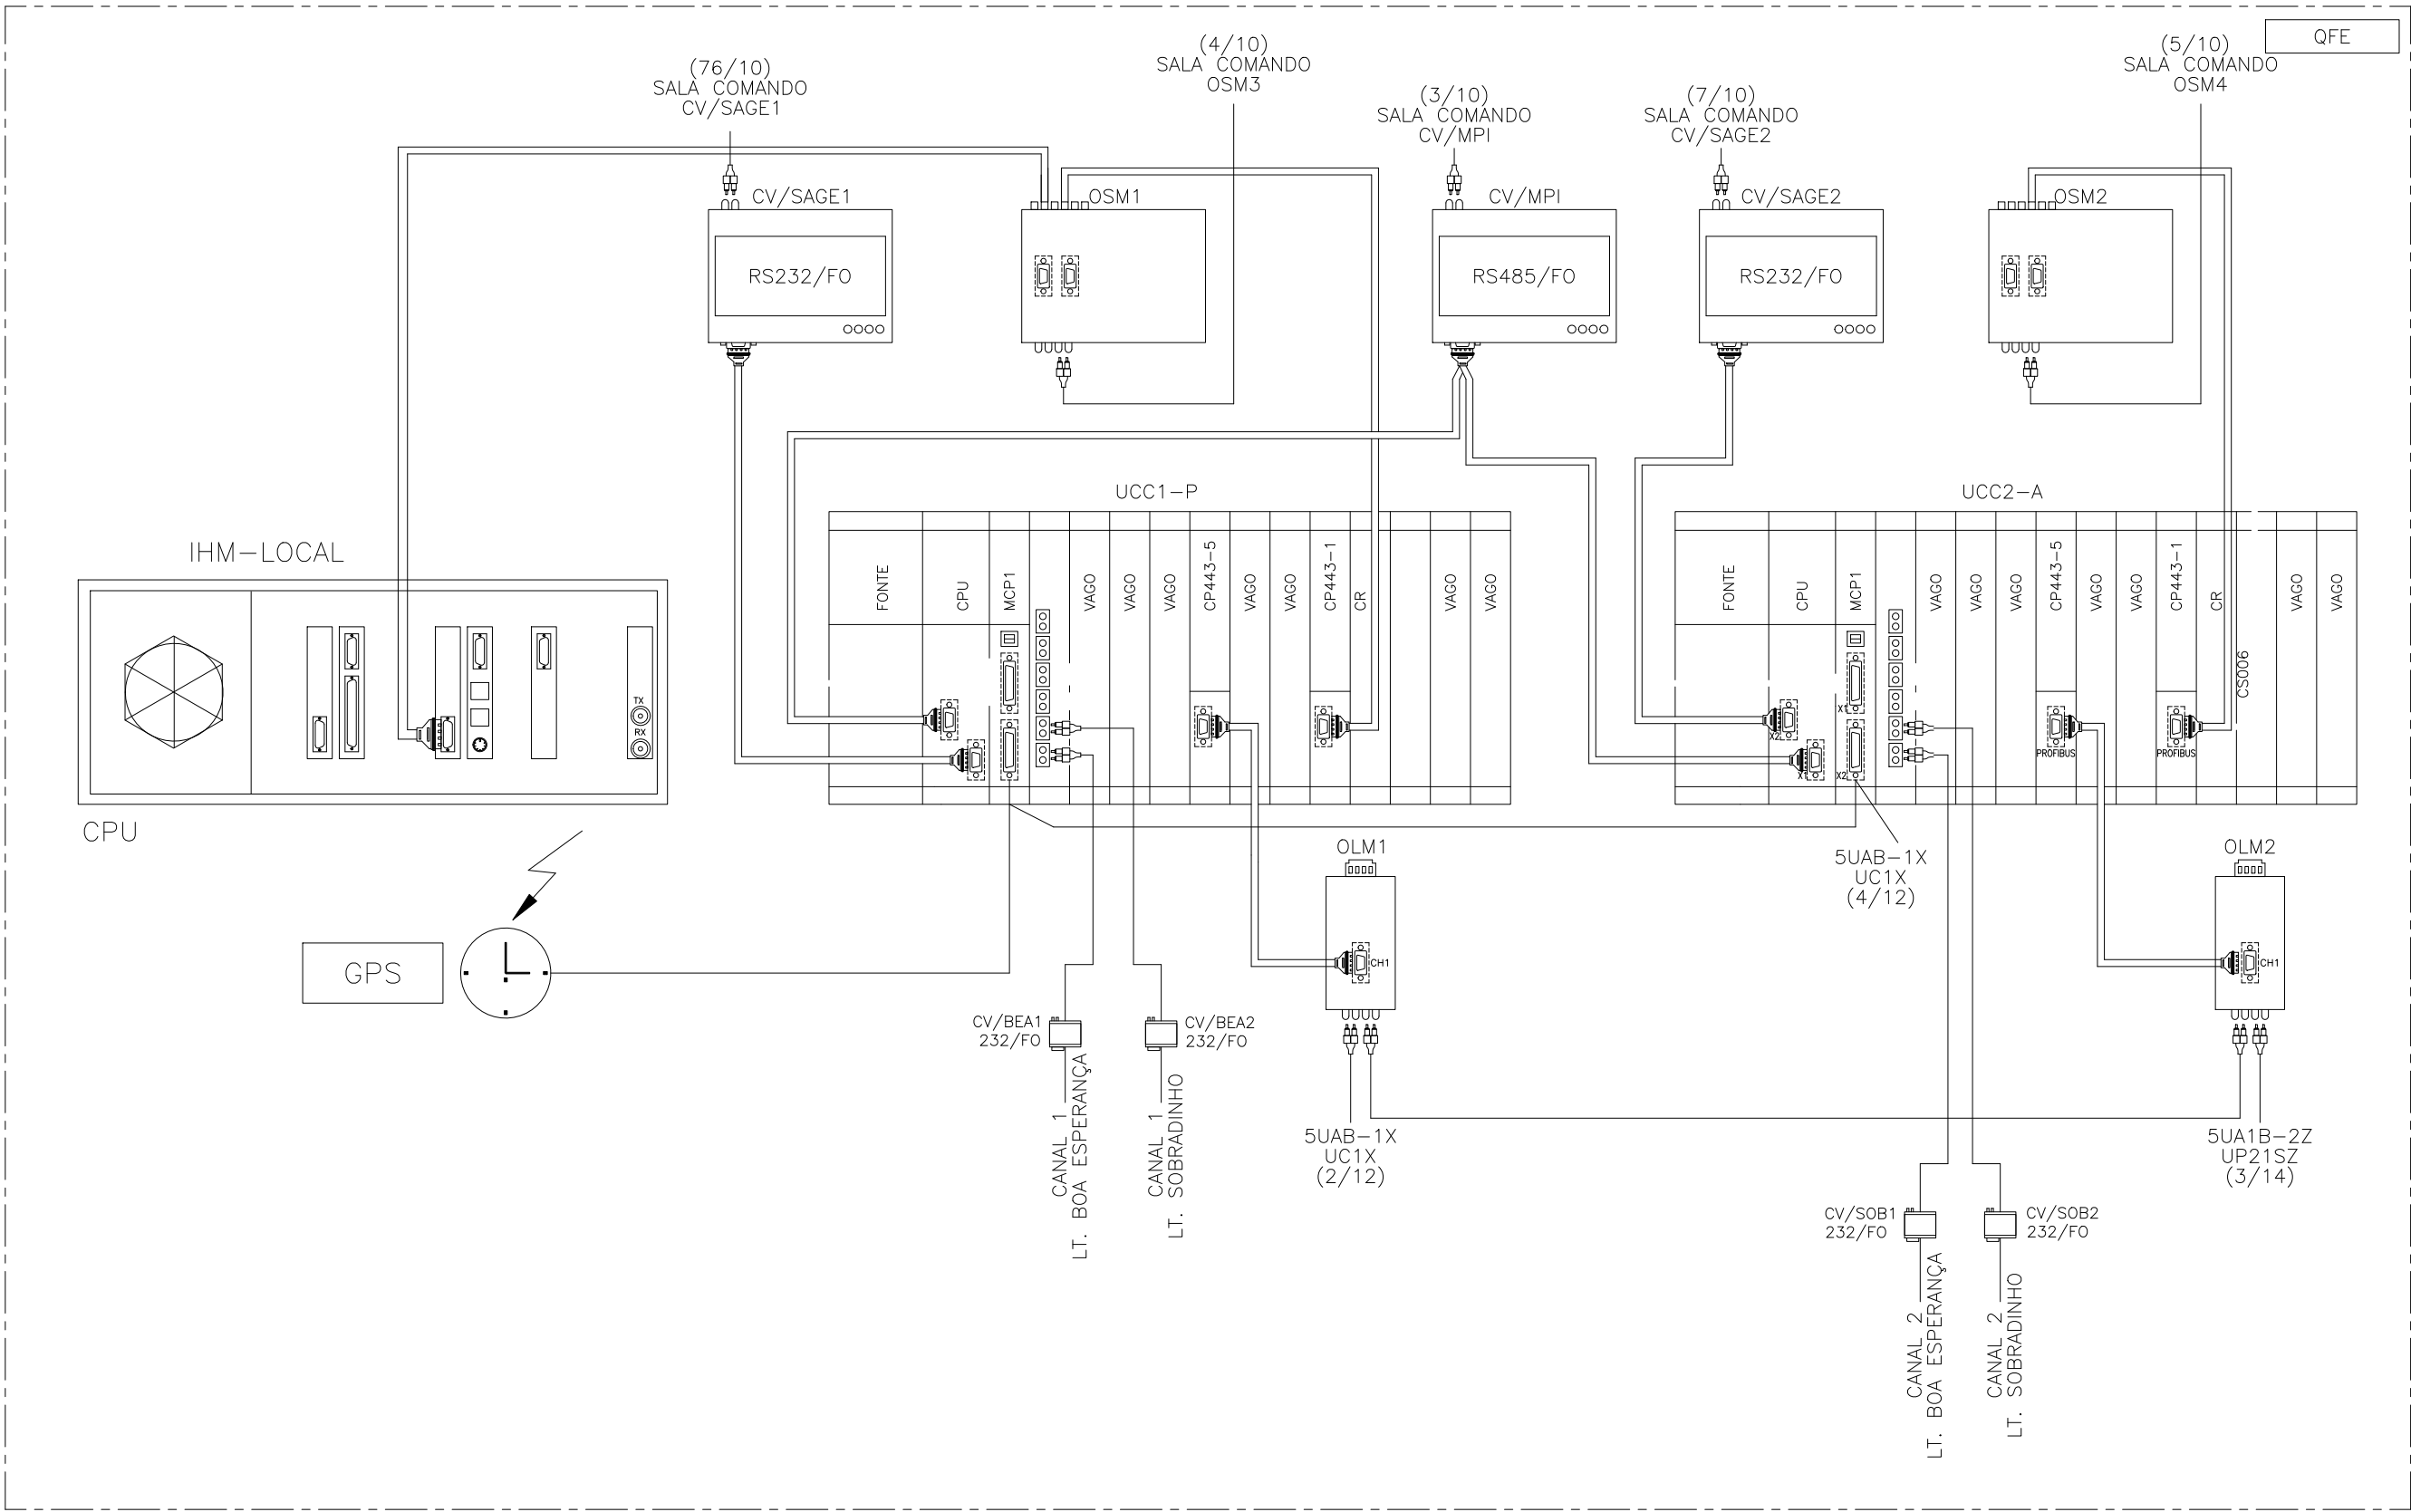 QFE
(76/10)
SALA COMANDO
CV/SAGE1
(4/10)
SALA COMANDO
OSM3
(3/10)
SALA COMANDO
CV/MPI
(7/10)
SALA COMANDO
CV/SAGE2
(5/10)
SALA COMANDO
OSM4
CV/SAGE1
OSM1
CV/MPI
CV/SAGE2
OSM2
RS232/FO
RS485/FO
RS232/FO
UCC1-P
UCC2-A
IHM-LOCAL
FONTE
CPU
MCP1
VAGO
VAGO
VAGO
CP443-5
VAGO
VAGO
CP443-1
CR
VAGO
VAGO
FONTE
CPU
MCP1
VAGO
VAGO
VAGO
CP443-5
VAGO
VAGO
CP443-1
CR
CS006
VAGO
VAGO
TX
RX
X1
X2
X1
X2
PROFIBUS
PROFIBUS
CPU
OLM1
5UAB-1X
UC1X
(4/12)
OLM2
GPS
CH1
CH1
CV/BEA1
232/FO
CV/BEA2
232/FO
CANAL 1
LT. BOA ESPERANÇA
CANAL 1
LT. SOBRADINHO
5UAB-1X
UC1X
(2/12)
5UA1B-2Z
UP21SZ
(3/14)
CV/SOB1
232/FO
CV/SOB2
232/FO
CANAL 2
LT. BOA ESPERANÇA
CANAL 2
LT. SOBRADINHO